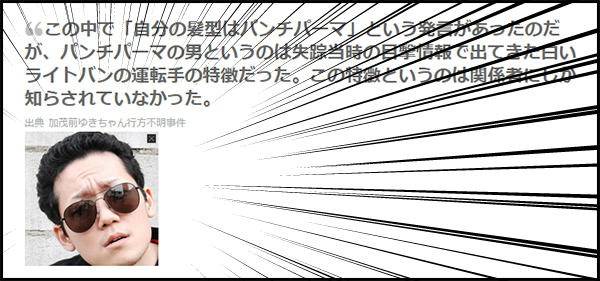 この中で「自分の髪型はパンチパーマ」という発言があったのだ
が、パンチパーマの男というのは失踪当時の目撃情報で出てきた白い
ライトバンの運転手の特徴だった。この特徴というのは関係者にしか
知らされていなかった。
出典 加茂前ゆきちゃん行方不明事件